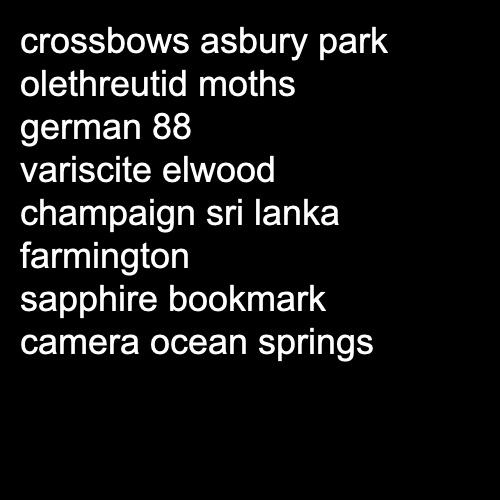 crossbows asbury park
olethreutid moths
german 88
variscite elwood
champaign sri lanka
farmington
sapphire bookmark
camera ocean springs